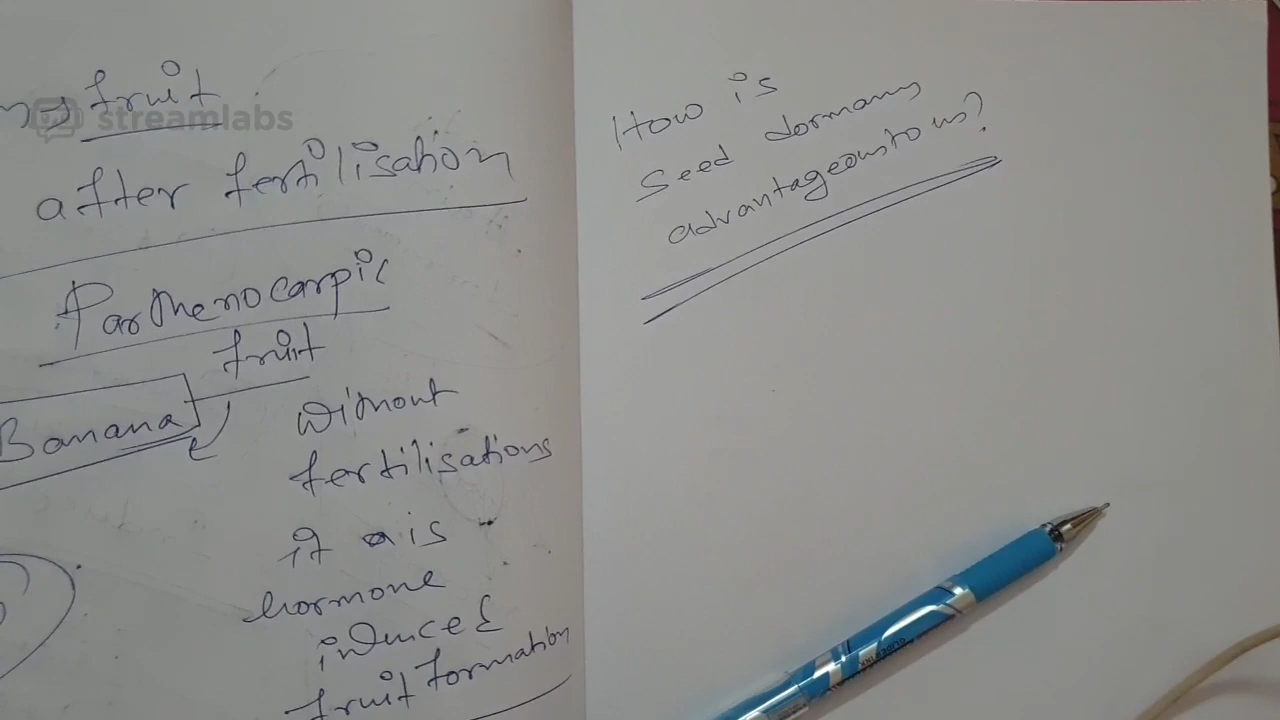 fruit
after fertilisation
Parthenocarpic
fruit
Banana
without
fertilisations
it is
hormone
induced
fruit formation
How is
seed dormany
advantageous to us?
streamlabs